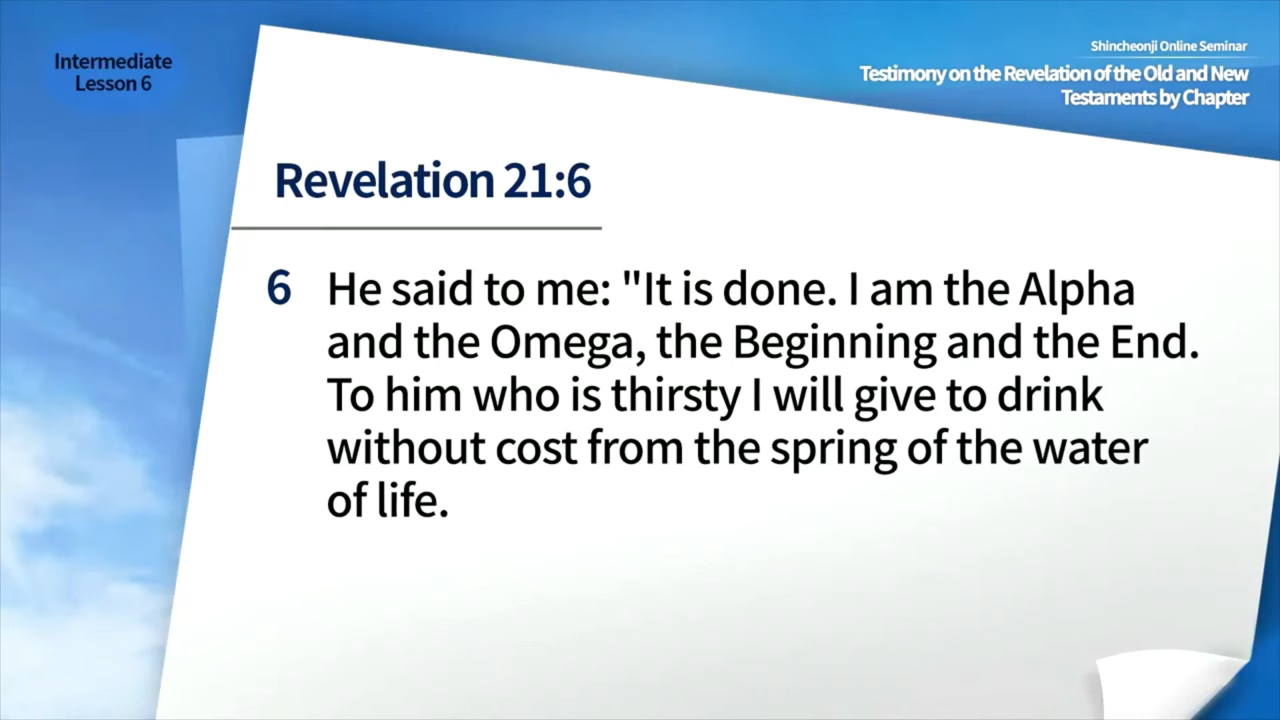 Intermediate
Lesson 6
Shincheonji Online Seminar
Testimony on the Revelation of the Old and New
Testaments by Chapter
Revelation 21:6
6 He said to me: "It is done. I am the Alpha
and the Omega, the Beginning and the End.
To him who is thirsty I will give to drink
without cost from the spring of the water
of life.